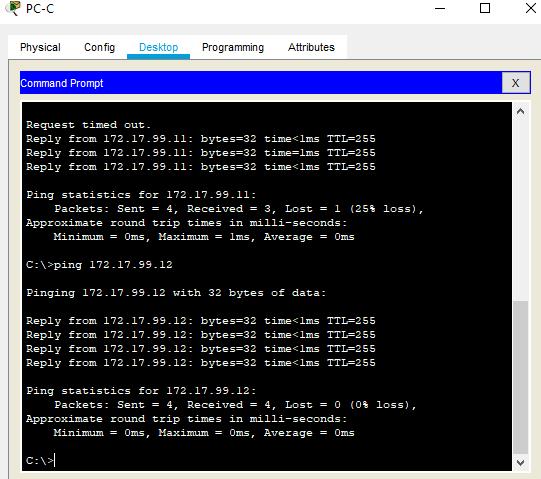 PC-C
Physical Config Desktop Programming Attributes
Command Prompt X
Request timed out.
Reply from 172.17.99.11: bytes=32 time<1ms TTL=255
Reply from 172.17.99.11: bytes=32 time=1ms TTL=255
Reply from 172.17.99.11: bytes=32 time<1ms TTL=255
Ping statistics for 172.17.99.11:
Packets: Sent = 4, Received = 3, Lost = 1 (25% loss),
Approximate round trip times in milli-seconds:
Minimum = 0ms, Maximum = 1ms, Average = 0ms
C:\>ping 172.17.99.12
Pinging 172.17.99.12 with 32 bytes of data:
Reply from 172.17.99.12: bytes=32 time<1ms TTL=255
Reply from 172.17.99.12: bytes=32 time<1ms TTL=255
Reply from 172.17.99.12: bytes=32 time<1ms TTL=255
Reply from 172.17.99.12: bytes=32 time<1ms TTL=255
Ping statistics for 172.17.99.12:
Packets: Sent = 4, Received = 4, Lost = 0 (0% loss),
Approximate round trip times in milli-seconds:
Minimum = 0ms, Maximum = 0ms, Average = 0ms
C:\>